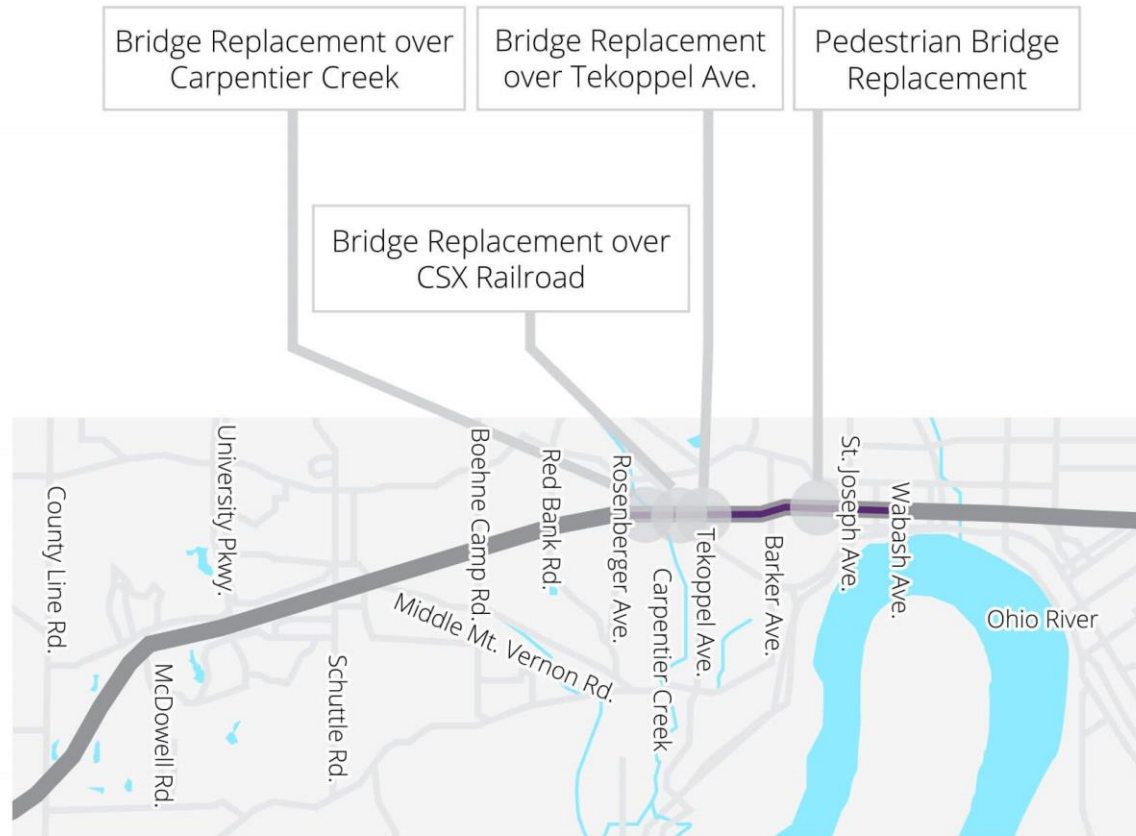 Bridge Replacement over
Carpentier Creek
Bridge Replacement
over Tekoppel Ave.
Pedestrian Bridge
Replacement
Bridge Replacement over
CSX Railroad
County Line Rd.
University Pkwy.
McDowell Rd.
Schuttle Rd.
Middle Mt. Vernon Rd.
Boehne Camp Rd.
Red Bank Rd.
Rosenberger Ave.
Carpentier Creek
Tekoppel Ave.
Barker Ave.
St. Joseph Ave.
Wabash Ave.
Ohio River